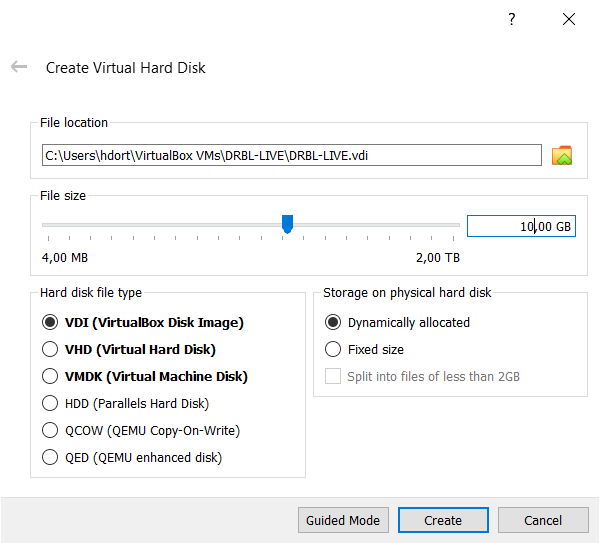 ?
Create Virtual Hard Disk
File location
C:\Users\hdort\VirtualBox VMs\DRBL-LIVE\DRBL-LIVE.vdi
File size
10,00 GB
4,00 MB
2,00 TB
Hard disk file type
VDI (VirtualBox Disk Image)
VHD (Virtual Hard Disk)
VMDK (Virtual Machine Disk)
HDD (Parallels Hard Disk)
QCOW (QEMU Copy-On-Write)
QED (QEMU enhanced disk)
Storage on physical hard disk
Dynamically allocated
Fixed size
Split into files of less than 2GB
Guided Mode
Create
Cancel